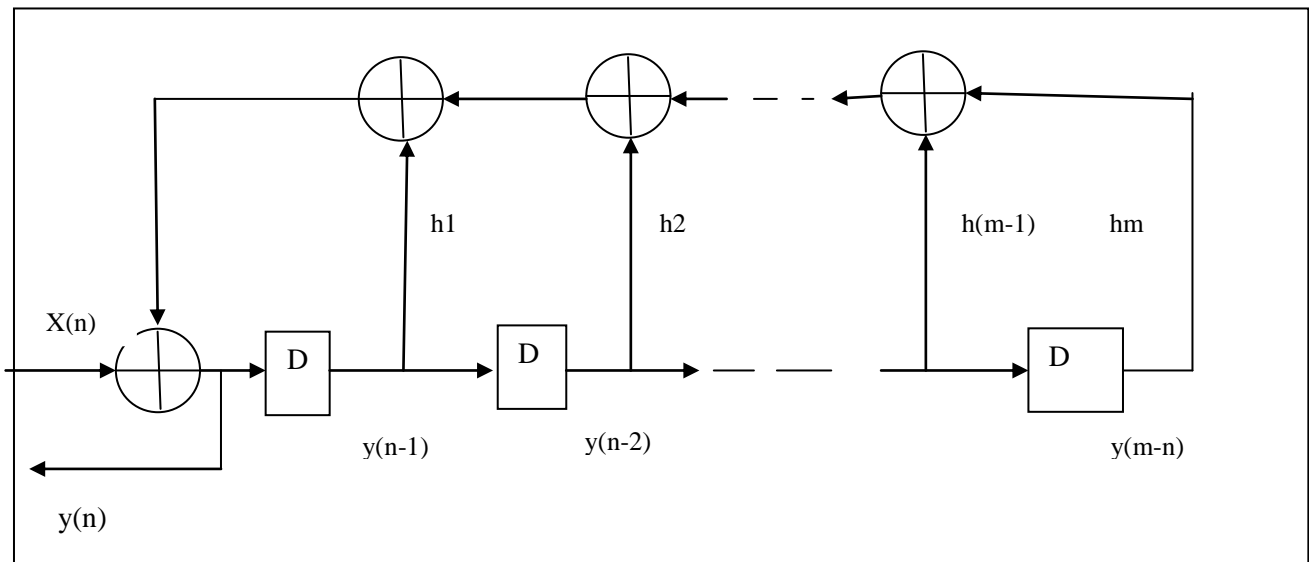 h1
h2
h(m-1)
hm
X(n)
D
D
D
y(n-1)
y(n-2)
y(m-n)
y(n)